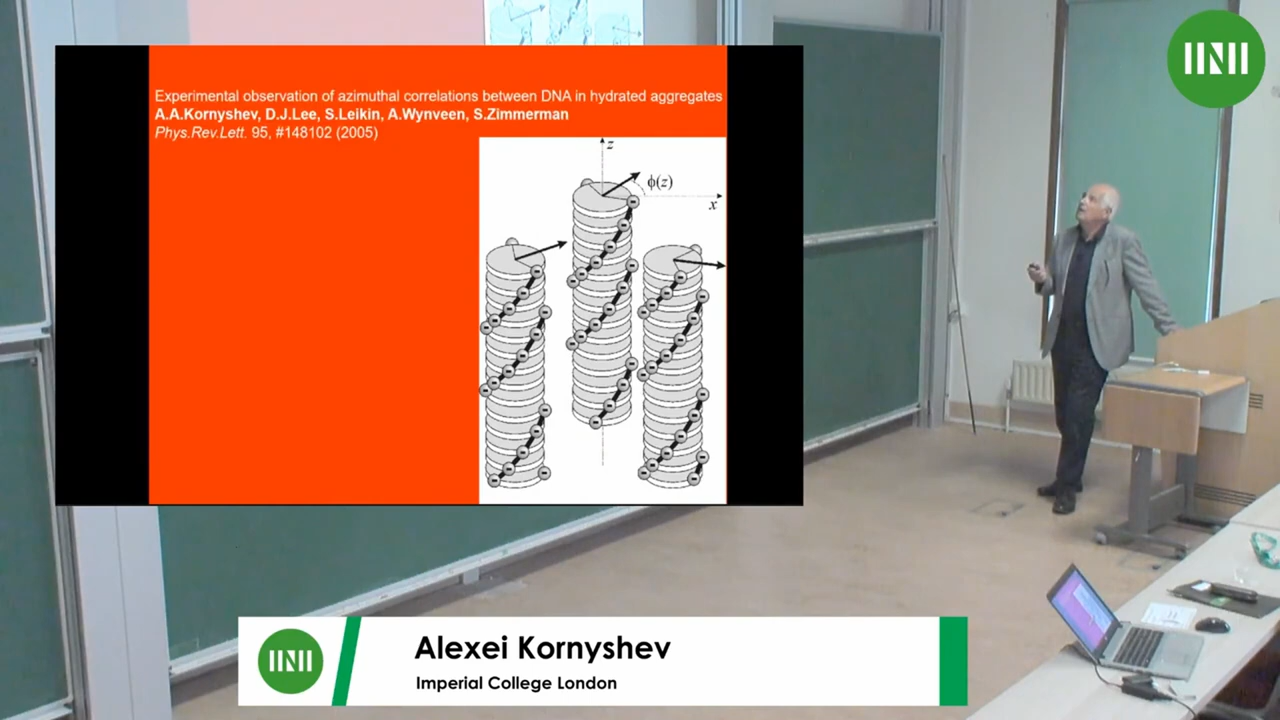 Experimental observation of azimuthal correlations between DNA in hydrated aggregates
A.A.Kornyshev, D.J.Lee, S.Leikin, A.Wynveen, S.Zimmerman
Phys.Rev.Lett. 95, #148102 (2005)
z
ϕ(z)
x
Alexei Kornyshev
Imperial College London